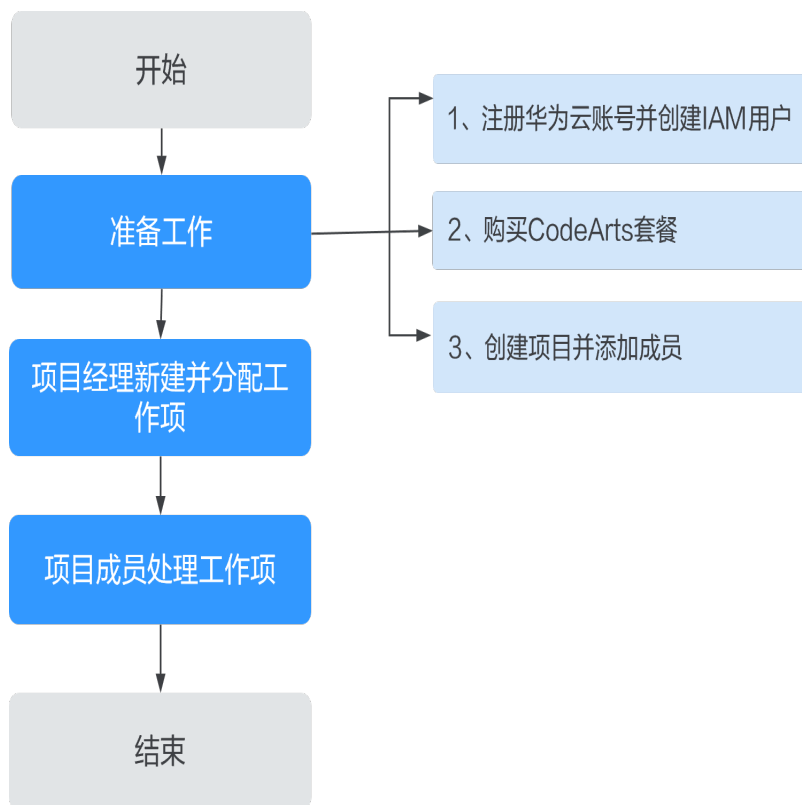 开始
准备工作
1、注册华为云账号并创建IAM用户
2、购买CodeArts套餐
3、创建项目并添加成员
项目经理新建并分配工
作项
项目成员处理工作项
结束